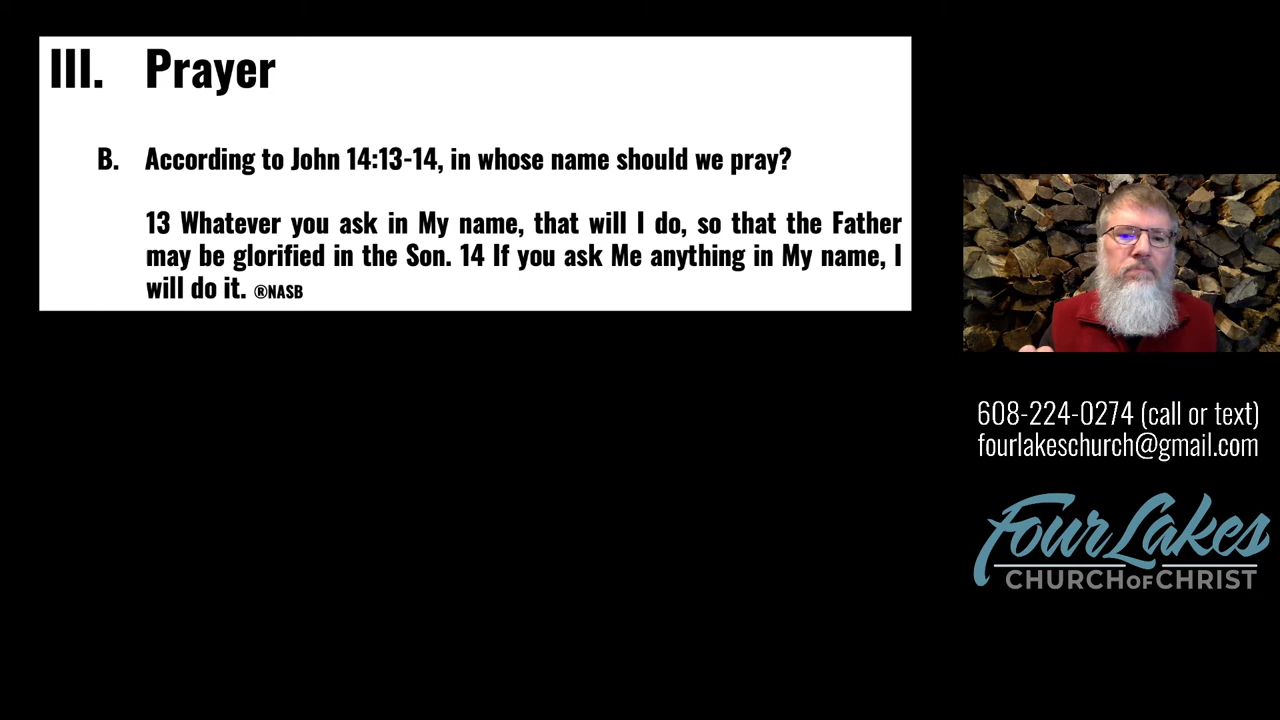 III. Prayer
B. According to John 14:13-14, in whose name should we pray?
13 Whatever you ask in My name, that will I do, so that the Father
may be glorified in the Son. 14 If you ask Me anything in My name, I
will do it. ®NASB
608-224-0274 (call or text)
fourlakeschurch@gmail.com
Four Lakes
CHURCH OF CHRIST